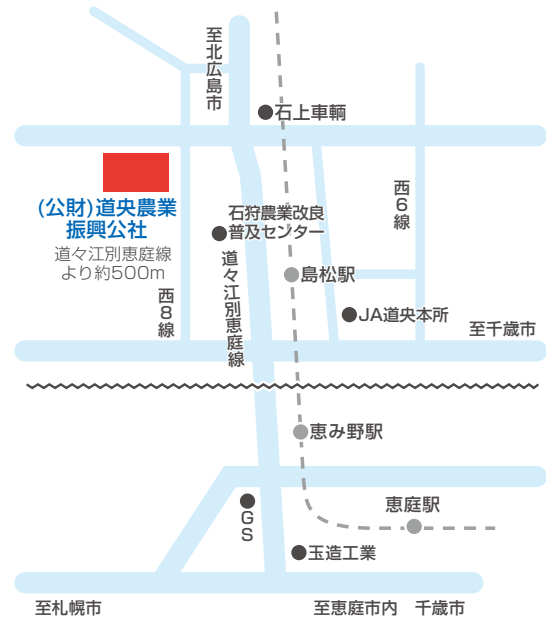 至北広島市
石上車輌
(公財)道央農業
振興公社
道々江別恵庭線
より約500m
石狩農業改良
普及センター
西6線
島松駅
道々江別恵庭線
西8線
JA道央本所
至千歳市
恵み野駅
恵庭駅
GS
玉造工業
至札幌市
至恵庭市内 千歳市